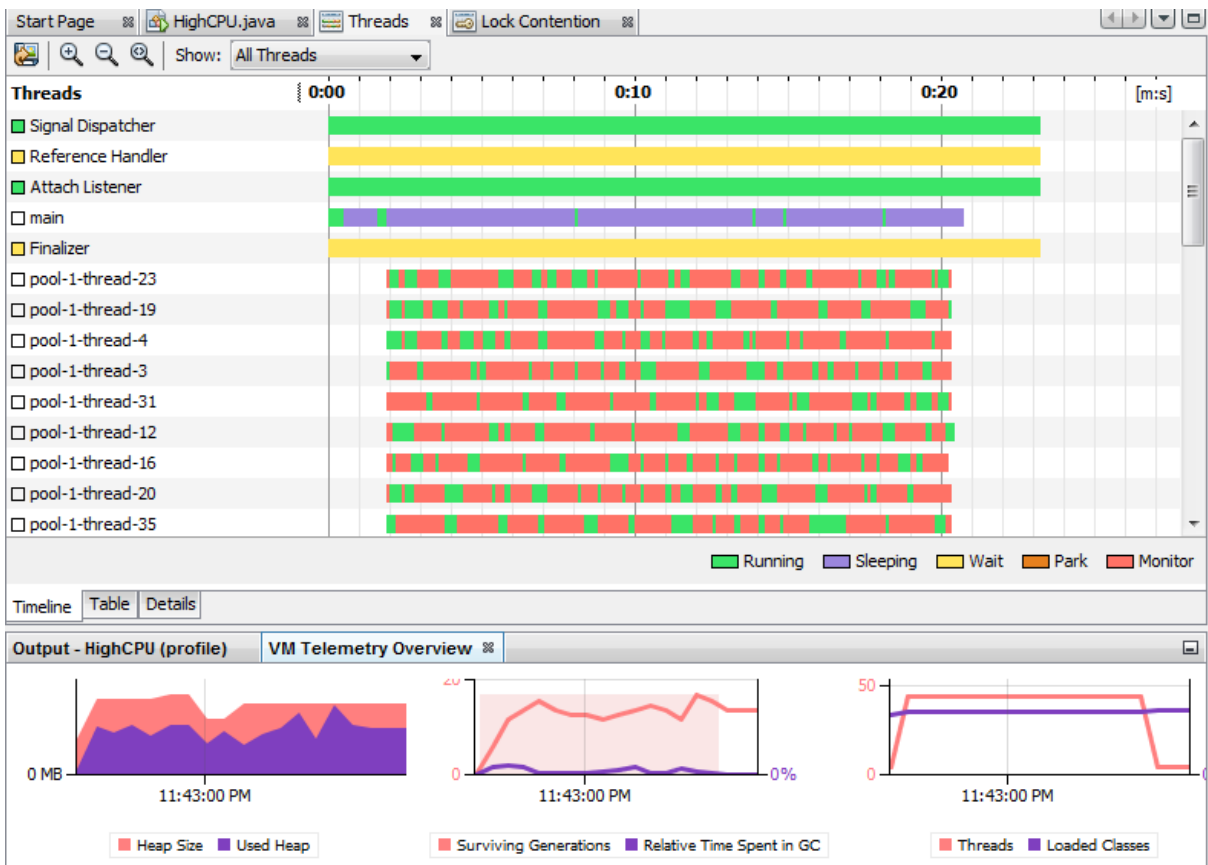 Start Page HighCPU.java Threads Lock Contention
Show: All Threads
Threads 0:00 0:10 0:20 [m:s]
Signal Dispatcher
Reference Handler
Attach Listener
main
Finalizer
pool-1-thread-23
pool-1-thread-19
pool-1-thread-4
pool-1-thread-3
pool-1-thread-31
pool-1-thread-12
pool-1-thread-16
pool-1-thread-20
pool-1-thread-35
Running Sleeping Wait Park Monitor
Timeline Table Details
Output - HighCPU (profile) VM Telemetry Overview
20 50
0 MB 0 0% 0
11:43:00 PM 11:43:00 PM 11:43:00 PM
Heap Size Used Heap Surviving Generations Relative Time Spent in GC Threads Loaded Classes